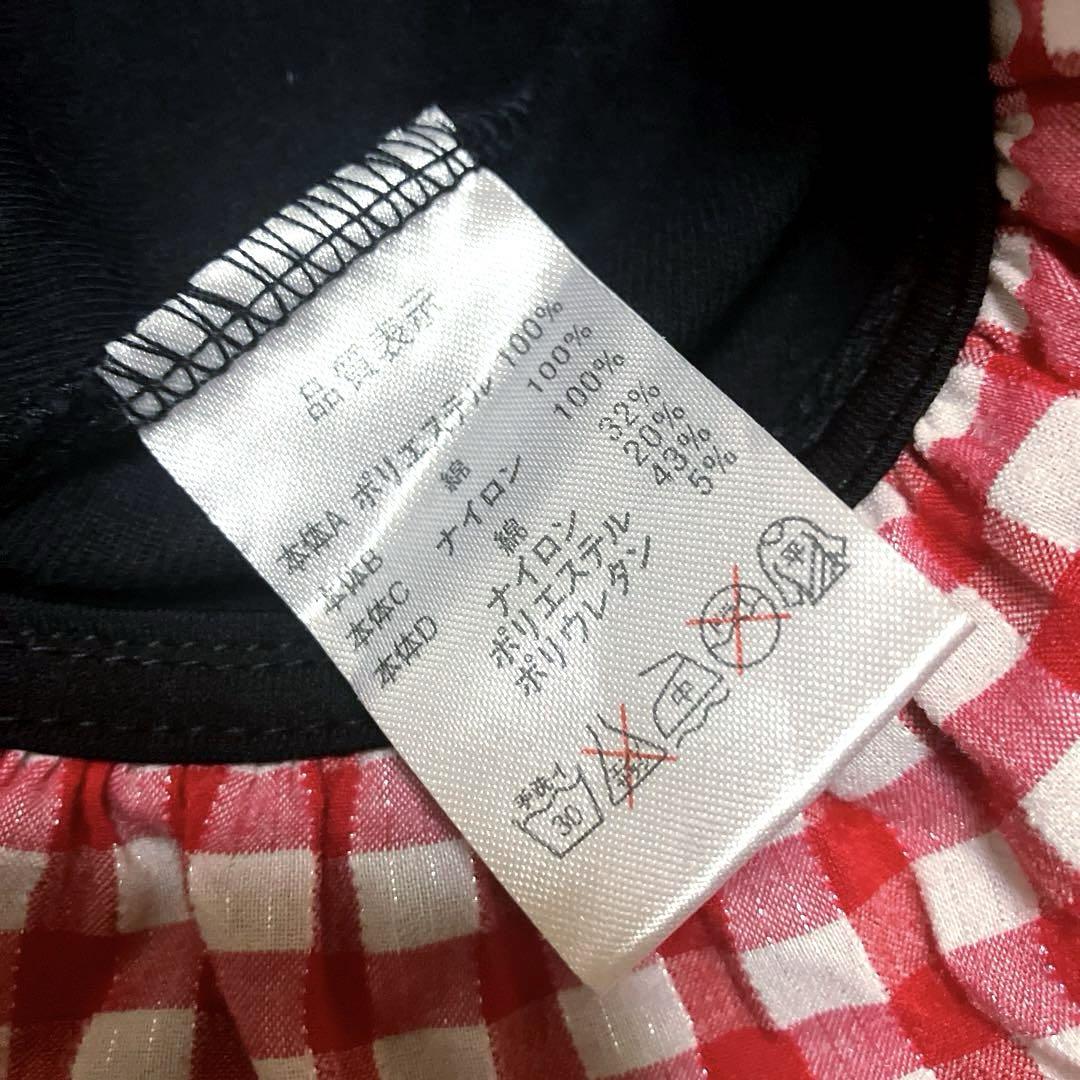 品質表示
本体A ポリエステル 100%
本体B 綿 100%
本体C ナイロン 100%
本体D 綿 32%
ナイロン 20%
ポリエステル 43%
ポリウレタン 5%
手洗イ
30
中
平